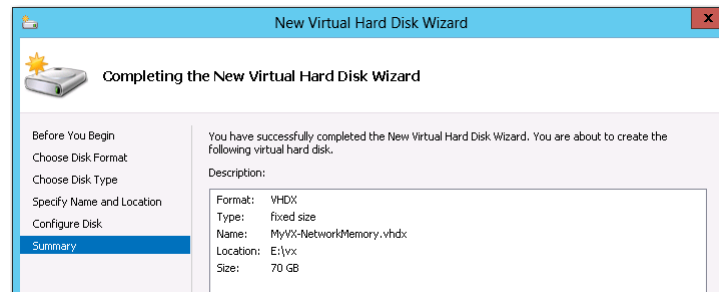 New Virtual Hard Disk Wizard
x
Completing the New Virtual Hard Disk Wizard
Before You Begin
Choose Disk Format
Choose Disk Type
Specify Name and Location
Configure Disk
Summary
You have successfully completed the New Virtual Hard Disk Wizard. You are about to create the
following virtual hard disk.
Description:
Format: VHDX
Type: fixed size
Name: MyVX-NetworkMemory.vhdx
Location: E:\vx
Size: 70 GB